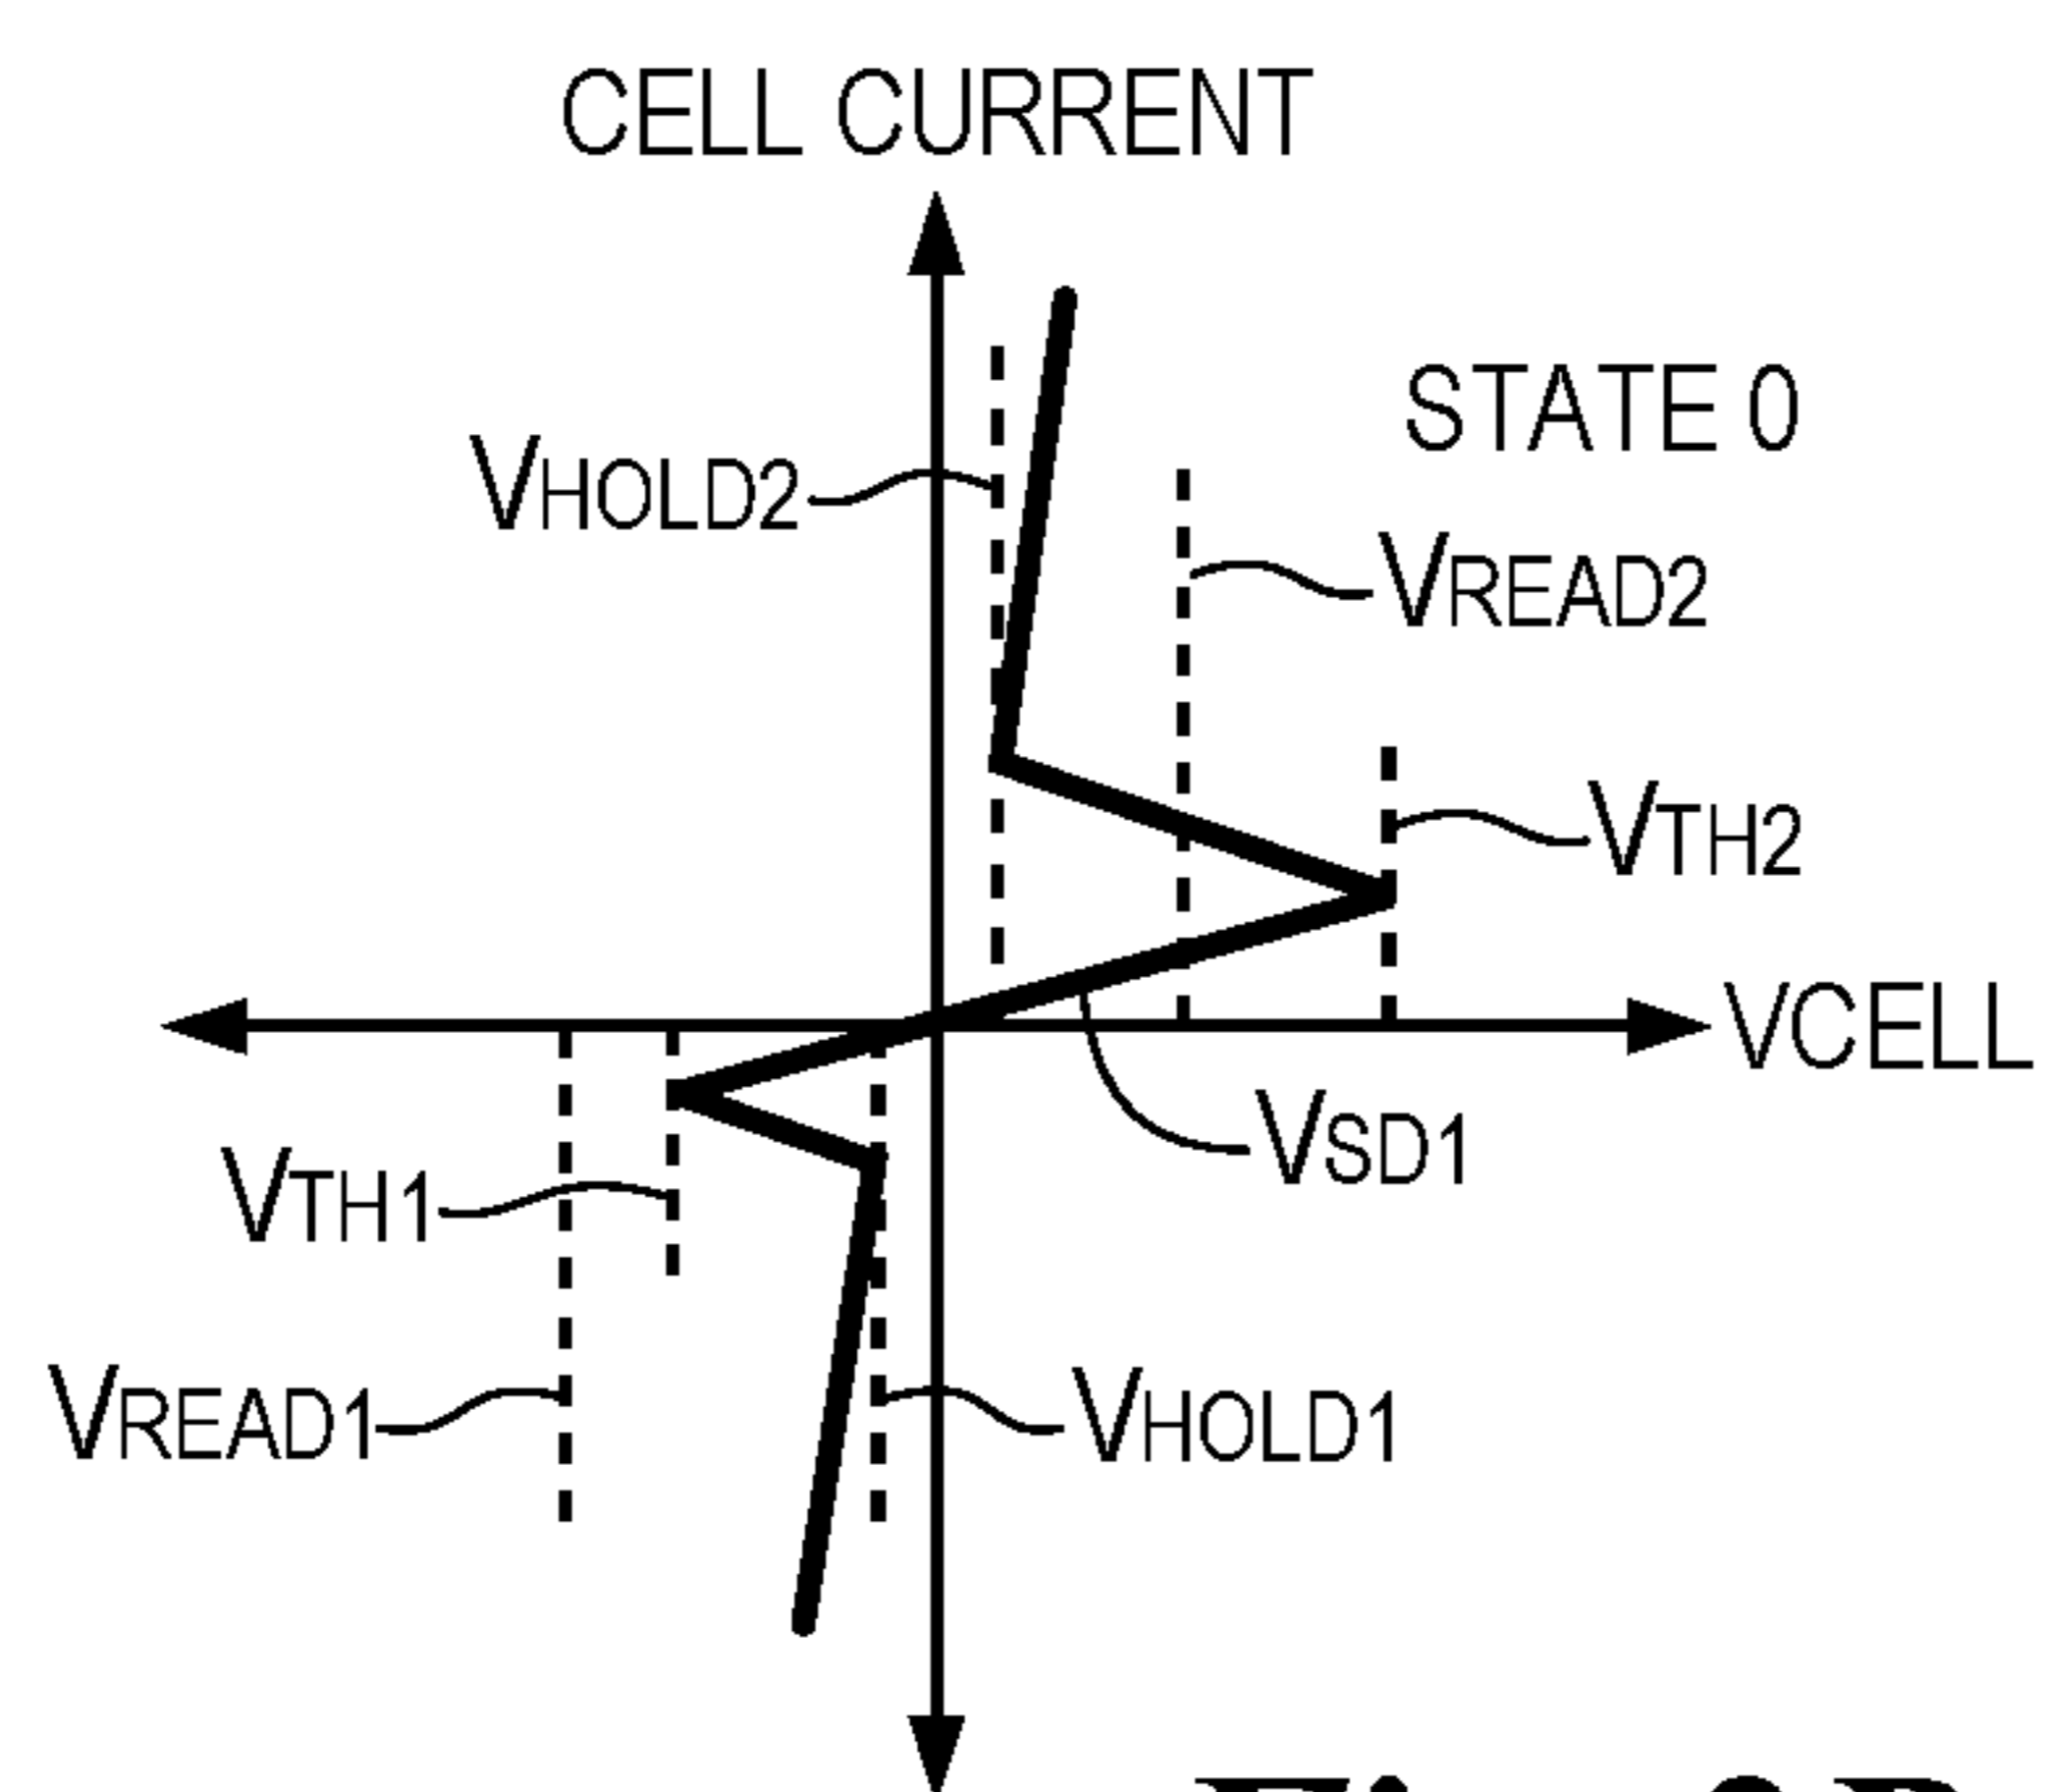 CELL CURRENT
STATE 0
VHOLD2
VREAD2
VTH2
VCELL
VSD1
VTH1
VREAD1
VHOLD1